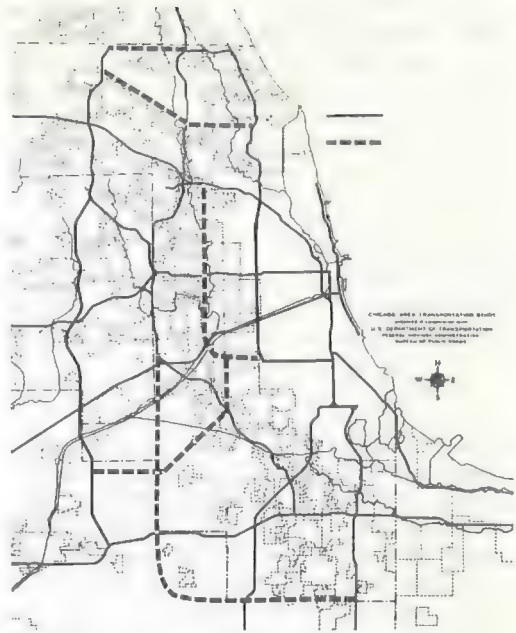 CHICAGO AREA TRANSPORTATION STUDY
U.S. DEPARTMENT OF TRANSPORTATION
FEDERAL HIGHWAY ADMINISTRATION
BUREAU OF PUBLIC ROADS
N
W E
S